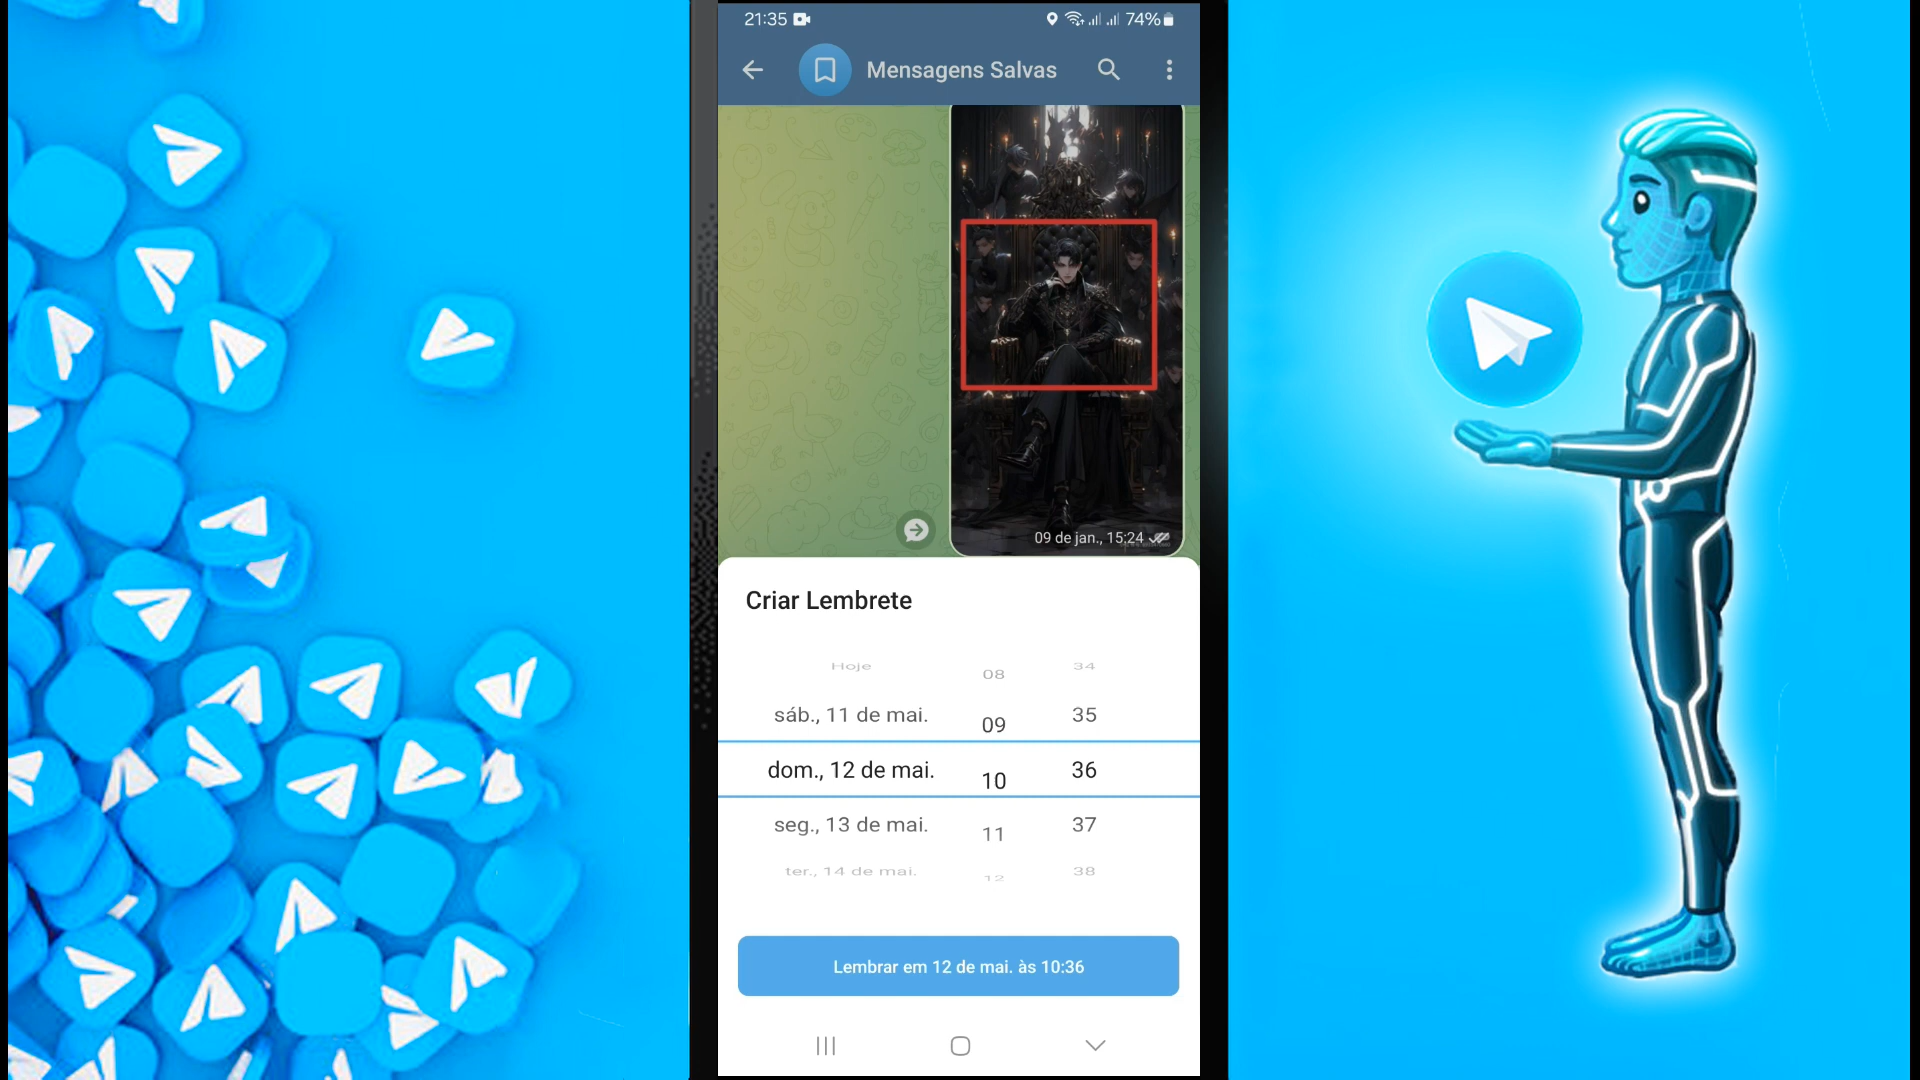 21:35
74%
Mensagens Salvas
09 de jan., 15:24
Criar Lembrete
Hoje 08 34
sáb., 11 de mai. 09 35
dom., 12 de mai. 10 36
seg., 13 de mai. 11 37
ter., 14 de mai. 12 38
Lembrar em 12 de mai. às 10:36